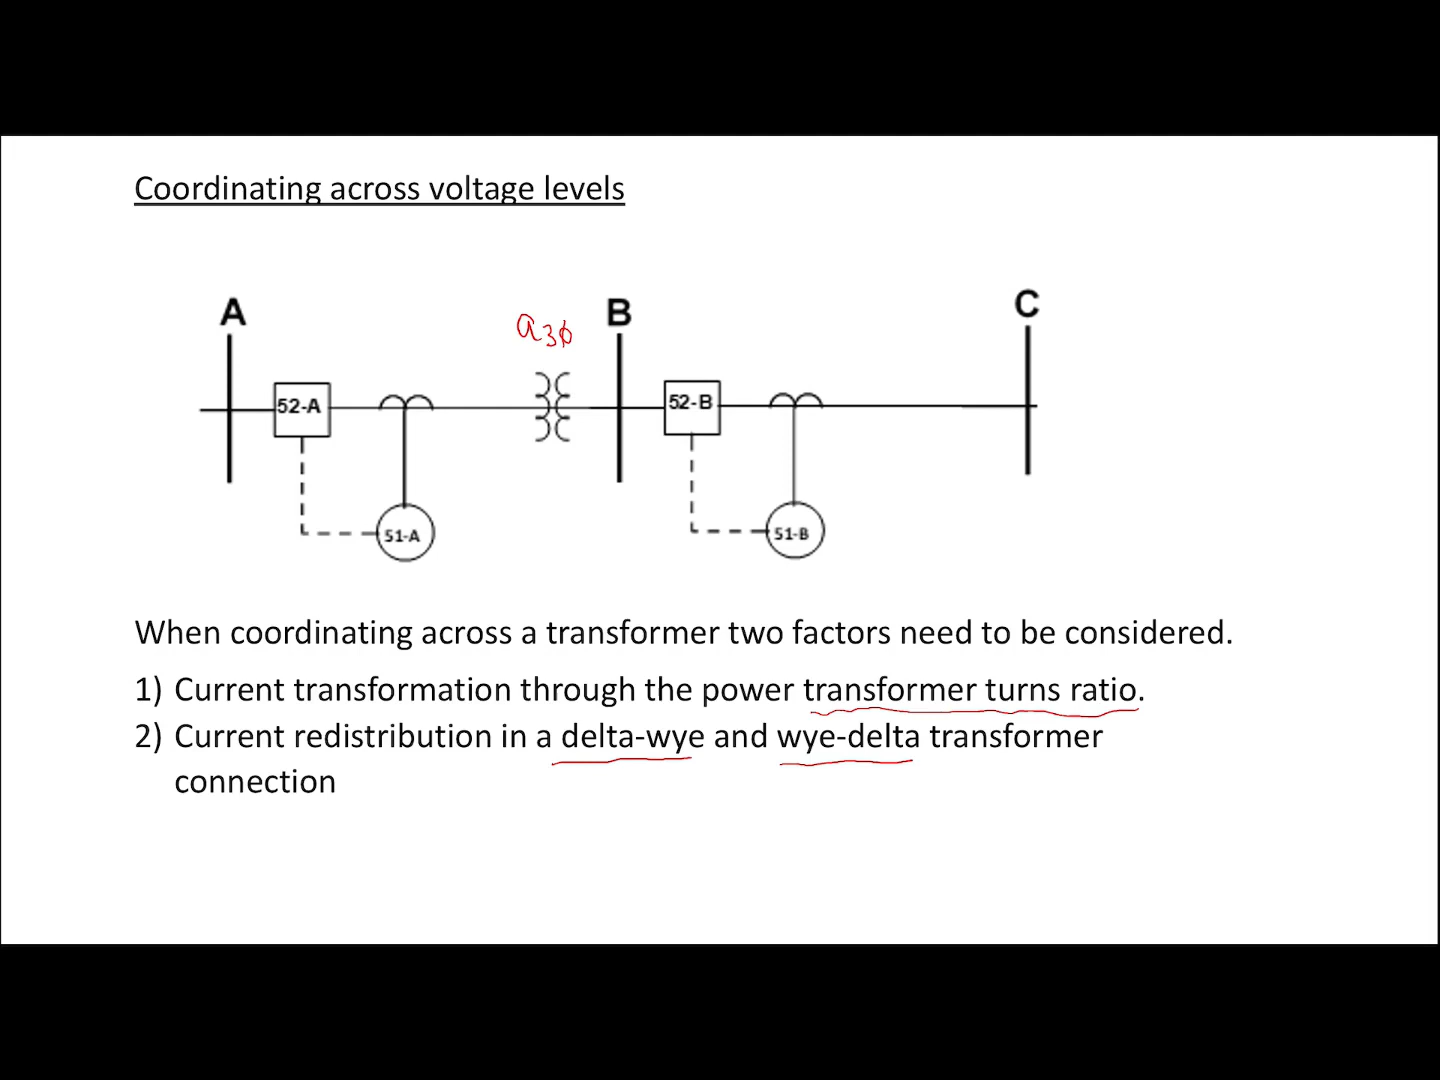 Coordinating across voltage levels
A
a3ϕ
B
C
52-A
52-B
51-A
51-B
When coordinating across a transformer two factors need to be considered.
1) Current transformation through the power transformer turns ratio.
2) Current redistribution in a delta-wye and wye-delta transformer
connection